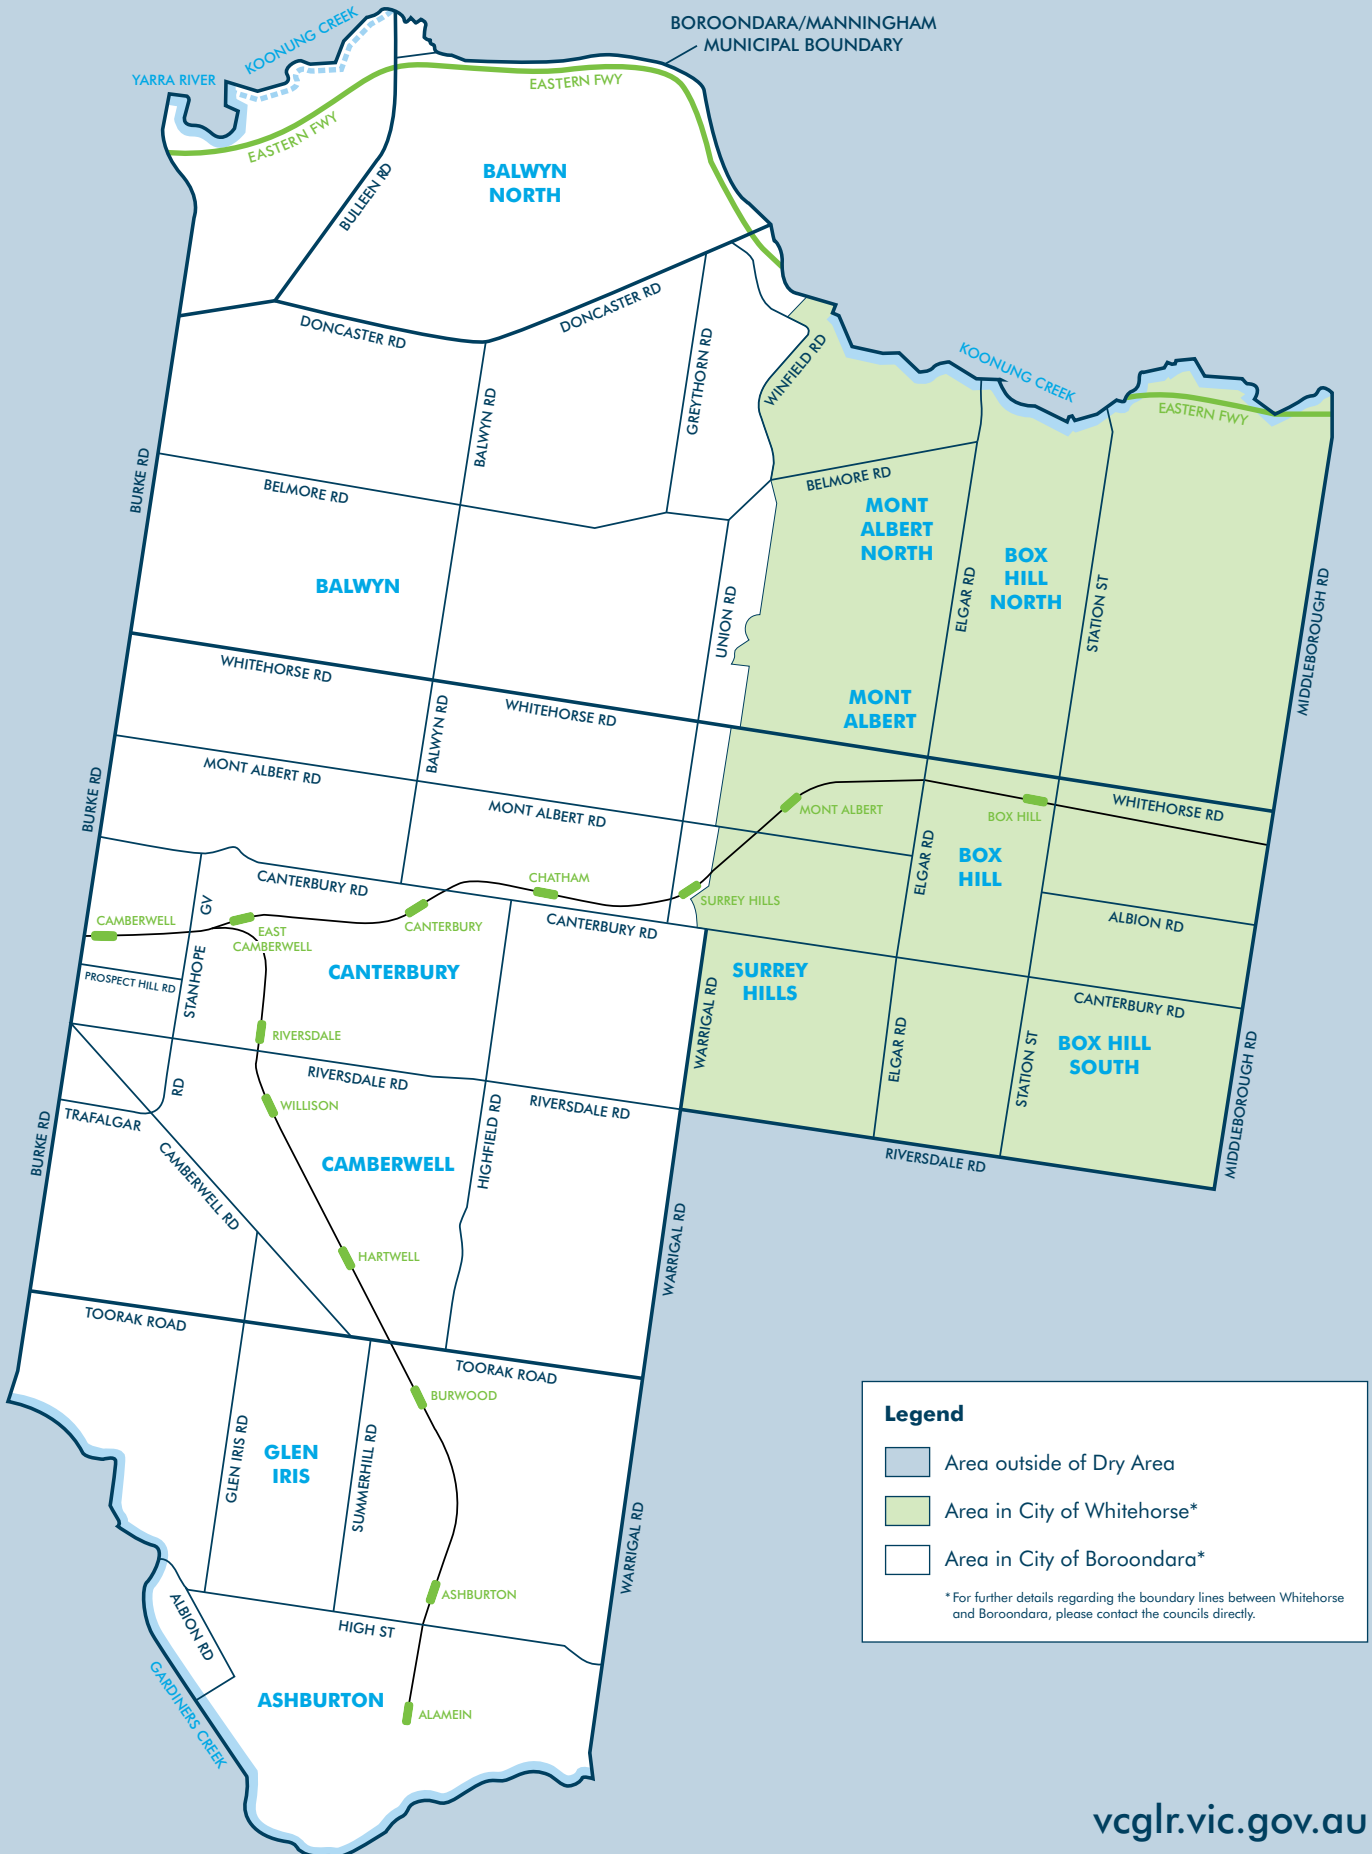 BOROONDARA/MANNINGHAM
MUNICIPAL BOUNDARY
KOONUNG CREEK
YARRA RIVER
EASTERN FWY
EASTERN FWY
BALWYN
NORTH
BULLEEN RD
DONCASTER RD
DONCASTER RD
GREYTHORN RD
WINFIELD RD
KOONUNG CREEK
EASTERN FWY
BALWYN RD
BURKE RD
BELMORE RD
BELMORE RD
MONT
ALBERT
NORTH
BOX
HILL
NORTH
BALWYN
ELGAR RD
STATION ST
UNION RD
MIDDLEBOROUGH RD
WHITEHORSE RD
WHITEHORSE RD
MONT
ALBERT
BALWYN RD
BURKE RD
MONT ALBERT RD
MONT ALBERT RD
MONT ALBERT
BOX HILL
WHITEHORSE RD
ELGAR RD
BOX
HILL
CANTERBURY RD
CHATHAM
SURREY HILLS
ALBION RD
CAMBERWELL
STANHOPE GV
EAST
CAMBERWELL
CANTERBURY
CANTERBURY RD
CANTERBURY
SURREY
HILLS
PROSPECT HILL RD
WARRIGAL RD
CANTERBURY RD
RIVERSDALE
ELGAR RD
STATION ST
BOX HILL
SOUTH
MIDDLEBOROUGH RD
RIVERSDALE RD
RIVERSDALE RD
WILLISON
TRAFALGAR RD
BURKE RD
HIGHFIELD RD
CAMBERWELL RD
CAMBERWELL
RIVERSDALE RD
HARTWELL
WARRIGAL RD
TOORAK ROAD
TOORAK ROAD
BURWOOD
GLEN IRIS RD
GLEN
IRIS
SUMMERHILL RD
WARRIGAL RD
ASHBURTON
ALBION RD
HIGH ST
GARDINERS CREEK
ASHBURTON
ALAMEIN
Legend
Area outside of Dry Area
Area in City of Whitehorse*
Area in City of Boroondara*
* For further details regarding the boundary lines between Whitehorse
and Boroondara, please contact the councils directly.
vcglr.vic.gov.au